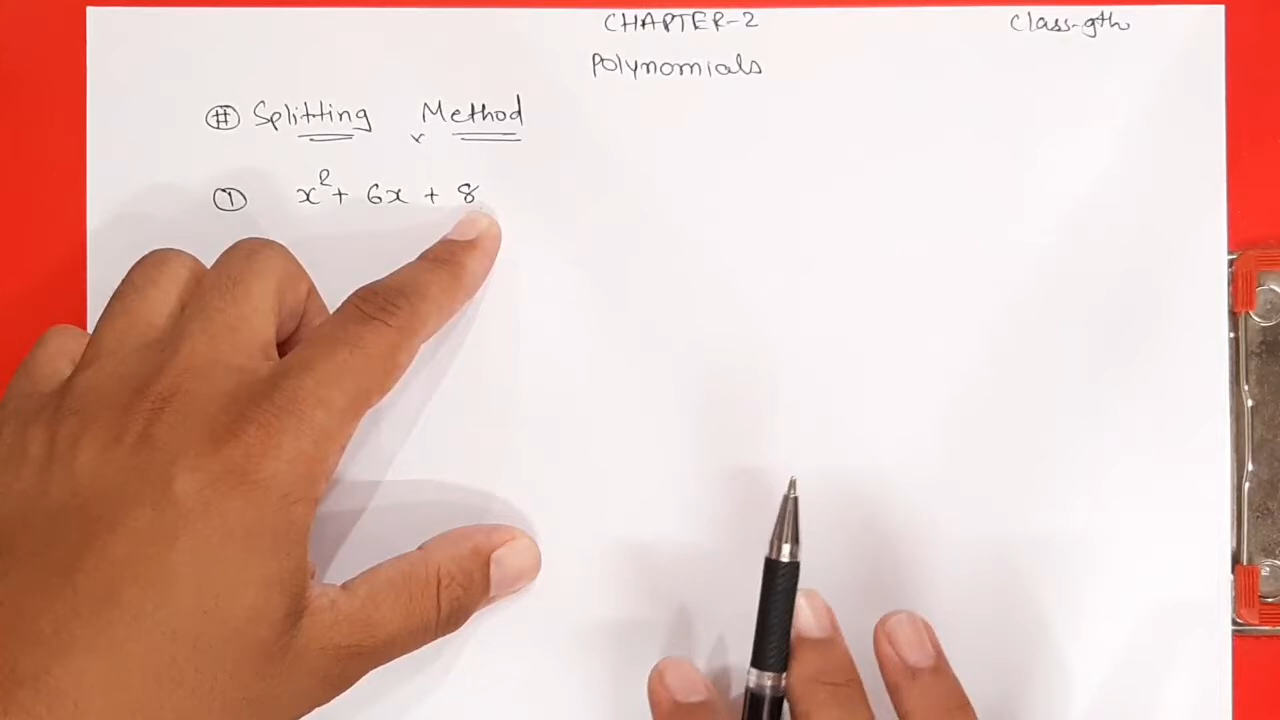 CHAPTER-2
Class-9th
Polynomials
# Splitting Method
1 x² + 6x + 8